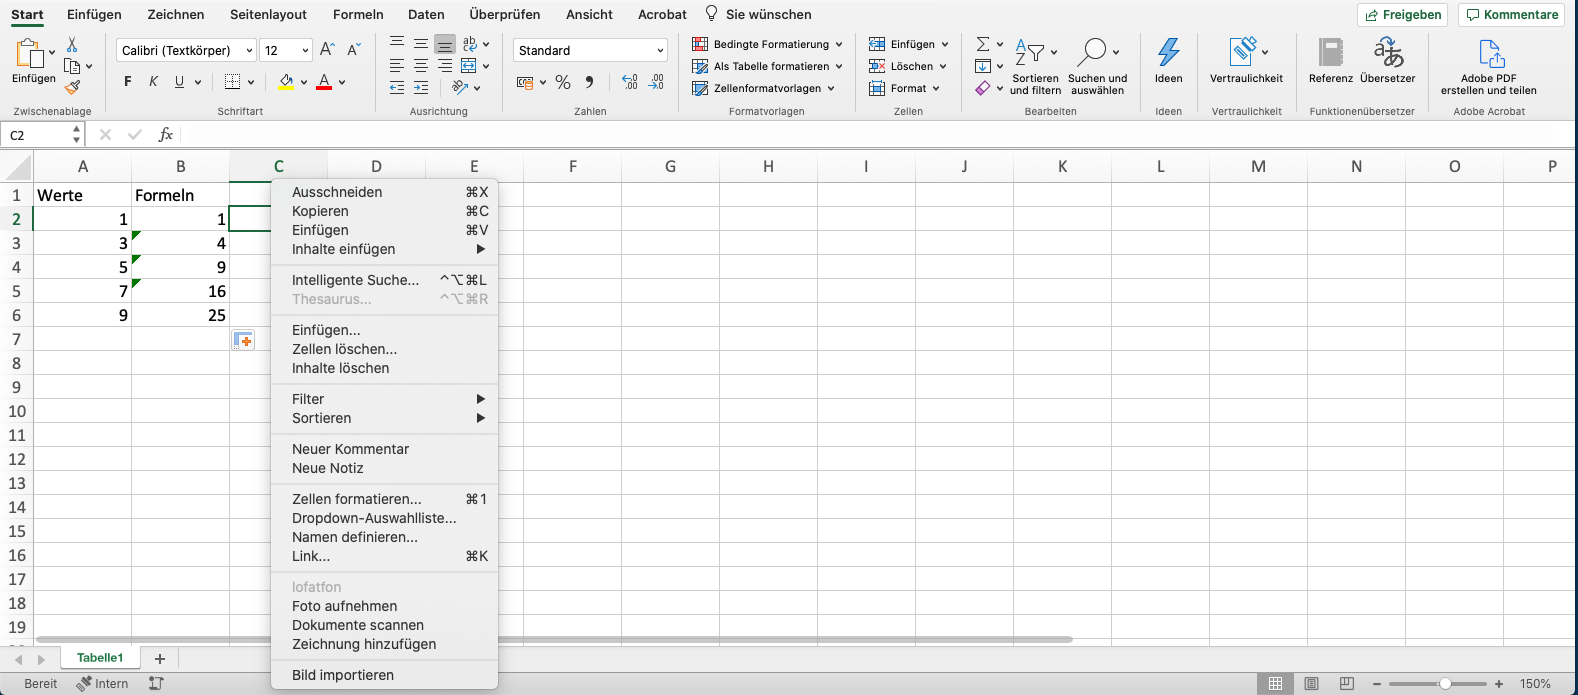 Start Einfügen Zeichnen Seitenlayout Formeln Daten Überprüfen Ansicht Acrobat Sie wünschen Freigeben Kommentare
Einfügen
Zwischenablage
Calibri (Textkörper) 12 A A
F K U A
Schriftart
ab
Ausrichtung
Standard
% ,00 ,00
Zahlen
Bedingte Formatierung
Als Tabelle formatieren
Zellenformatvorlagen
Formatvorlagen
Einfügen
Löschen
Format
Zellen
Sortieren
und filtern
Suchen und
auswählen
Bearbeiten
Ideen
Ideen
Vertraulichkeit
Vertraulichkeit
Referenz Übersetzer
Funktionenübersetzer
Adobe PDF
erstellen und teilen
Adobe Acrobat
C2 fx
A B C D E F G H I J K L M N O P
1 Werte Formeln
2 1 1
3 3 4
4 5 9
5 7 16
6 9 25
7
8
9
10
11
12
13
14
15
16
17
18
19
Ausschneiden ⌘X
Kopieren ⌘C
Einfügen ⌘V
Inhalte einfügen ▶
Intelligente Suche... ^⌥⌘L
Thesaurus... ^⌥⌘R
Einfügen...
Zellen löschen...
Inhalte löschen
Filter ▶
Sortieren ▶
Neuer Kommentar
Neue Notiz
Zellen formatieren... ⌘1
Dropdown-Auswahlliste...
Namen definieren...
Link... ⌘K
lofatfon
Foto aufnehmen
Dokumente scannen
Zeichnung hinzufügen
Bild importieren
Tabelle1 +
Bereit Intern − + 150%